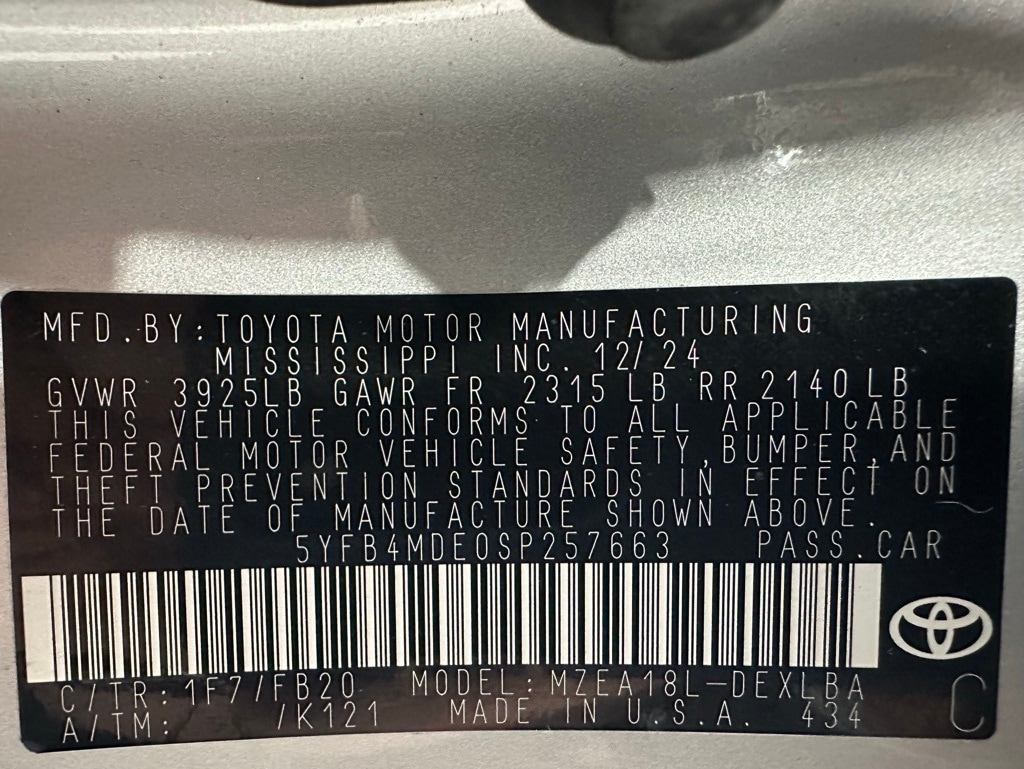 MFD.BY:TOYOTA MOTOR MANUFACTURING
MISSISSIPPI INC. 12/24
GVWR 3925LB GAWR FR 2315LB RR 2140LB
THIS VEHICLE CONFORMS TO ALL APPLICABLE
FEDERAL MOTOR VEHICLE SAFETY,BUMPER,AND
THEFT PREVENTION STANDARDS IN EFFECT ON
THE DATE OF MANUFACTURE SHOWN ABOVE.
5YFB4MDE0SP257663 PASS.CAR
C/TR:1F7/FB20 MODEL:MZEA18L-DEXLBA
A/TM: /K121 MADE IN U.S.A. 434
C